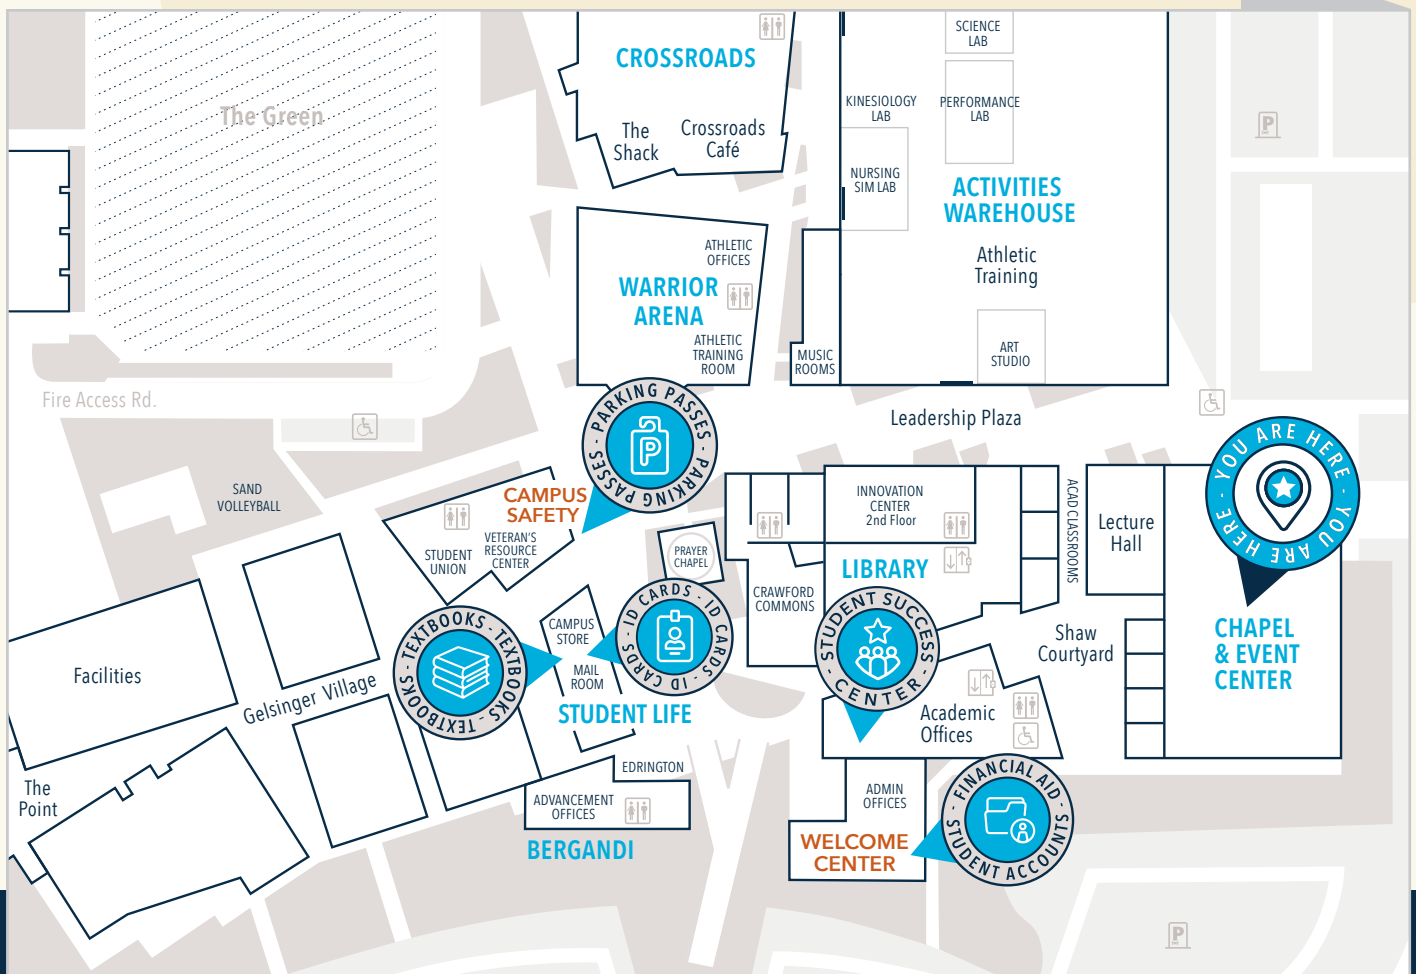 SCIENCE
LAB
CROSSROADS
The Green
KINESIOLOGY
LAB
PERFORMANCE
LAB
P
The
Shack
Crossroads
Café
NURSING
SIM LAB
ACTIVITIES
WAREHOUSE
ATHLETIC
OFFICES
Athletic
Training
WARRIOR
ARENA
ATHLETIC
TRAINING
ROOM
MUSIC
ROOMS
ART
STUDIO
Fire Access Rd.
PARKING PASSES - PARKING PASSES -
P
Leadership Plaza
YOU ARE HERE - YOU ARE HERE -
SAND
VOLLEYBALL
CAMPUS
SAFETY
INNOVATION
CENTER
2nd Floor
ACAD CLASSROOMS
Lecture
Hall
STUDENT
UNION
VETERAN'S
RESOURCE
CENTER
PRAYER
CHAPEL
LIBRARY
CRAWFORD
COMMONS
ID CARDS - ID CARDS - ID CARDS -
STUDENT SUCCESS
- CENTER -
CAMPUS
STORE
TEXTBOOKS - TEXTBOOKS - TEXTBOOKS -
MAIL
ROOM
Shaw
Courtyard
CHAPEL
& EVENT
CENTER
Facilities
Gelsinger Village
STUDENT LIFE
Academic
Offices
EDRINGTON
The
Point
ADVANCEMENT
OFFICES
ADMIN
OFFICES
- FINANCIAL AID -
STUDENT ACCOUNTS
BERGANDI
WELCOME
CENTER
P